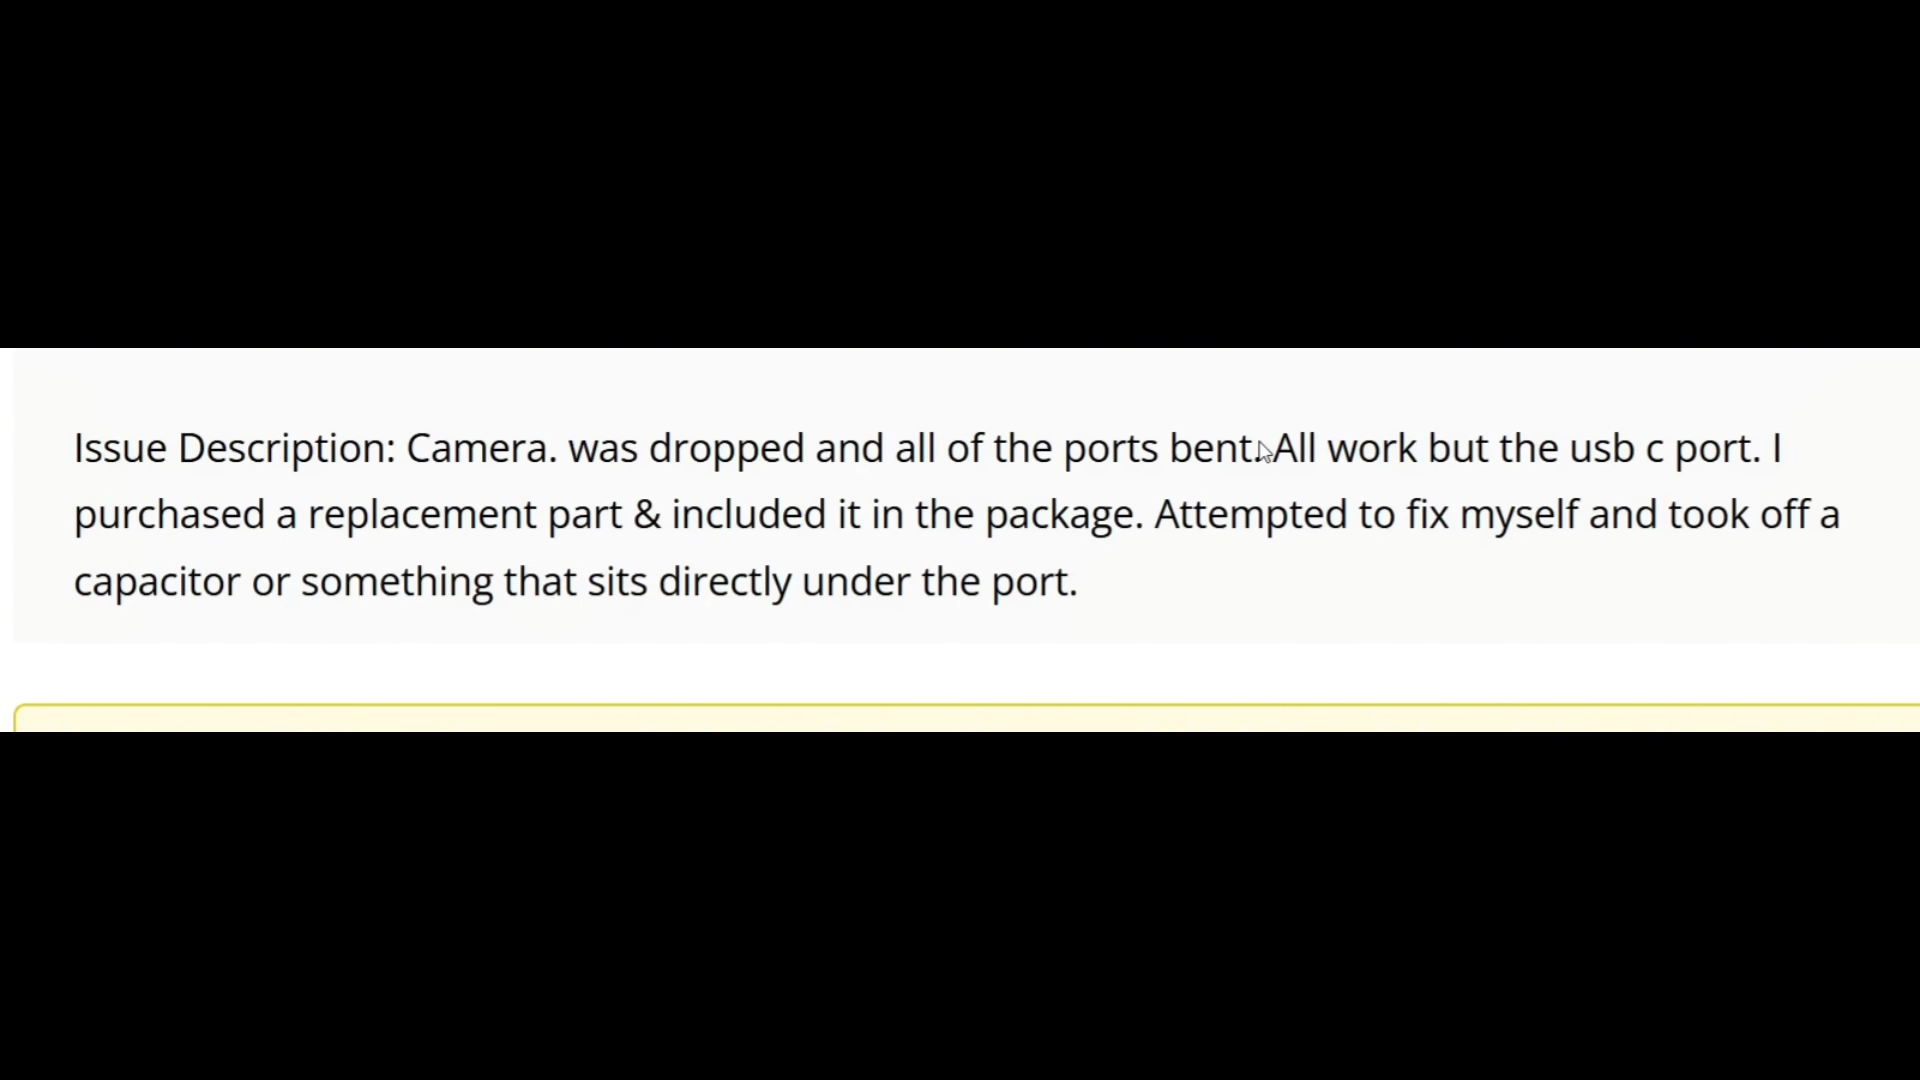 Issue Description: Camera. was dropped and all of the ports bent. All work but the usb c port. I
purchased a replacement part & included it in the package. Attempted to fix myself and took off a
capacitor or something that sits directly under the port.